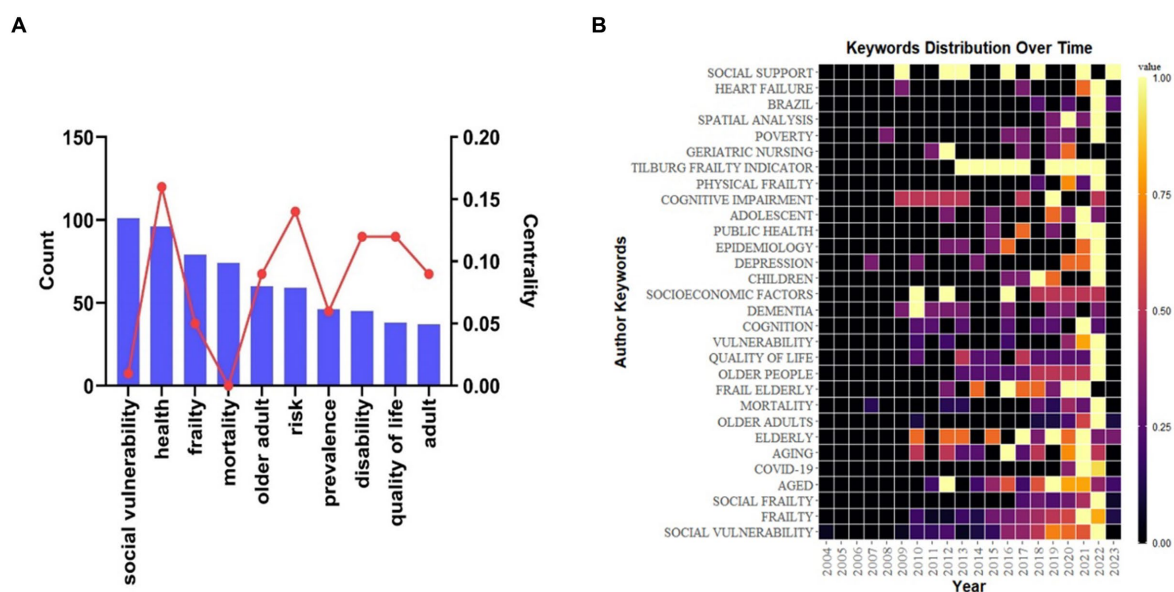 A
150
100
50
0
Count
0.20
0.15
0.10
0.05
0.00
Centrality
social vulnerability
health
frailty
mortality
older adult
risk
prevalence
disability
quality of life
adult
B
Keywords Distribution Over Time
Author Keywords
SOCIAL SUPPORT
HEART FAILURE
BRAZIL
SPATIAL ANALYSIS
POVERTY
GERIATRIC NURSING
TILBURG FRAILTY INDICATOR
PHYSICAL FRAILTY
COGNITIVE IMPAIRMENT
ADOLESCENT
PUBLIC HEALTH
EPIDEMIOLOGY
DEPRESSION
CHILDREN
SOCIOECONOMIC FACTORS
DEMENTIA
COGNITION
VULNERABILITY
QUALITY OF LIFE
OLDER PEOPLE
FRAIL ELDERLY
MORTALITY
OLDER ADULTS
ELDERLY
AGING
COVID-19
AGED
SOCIAL FRAILTY
FRAILTY
SOCIAL VULNERABILITY
2004
2005
2006
2007
2008
2009
2010
2011
2012
2013
2014
2015
2016
2017
2018
2019
2020
2021
2022
2023
Year
value
1.00
0.75
0.50
0.25
0.00